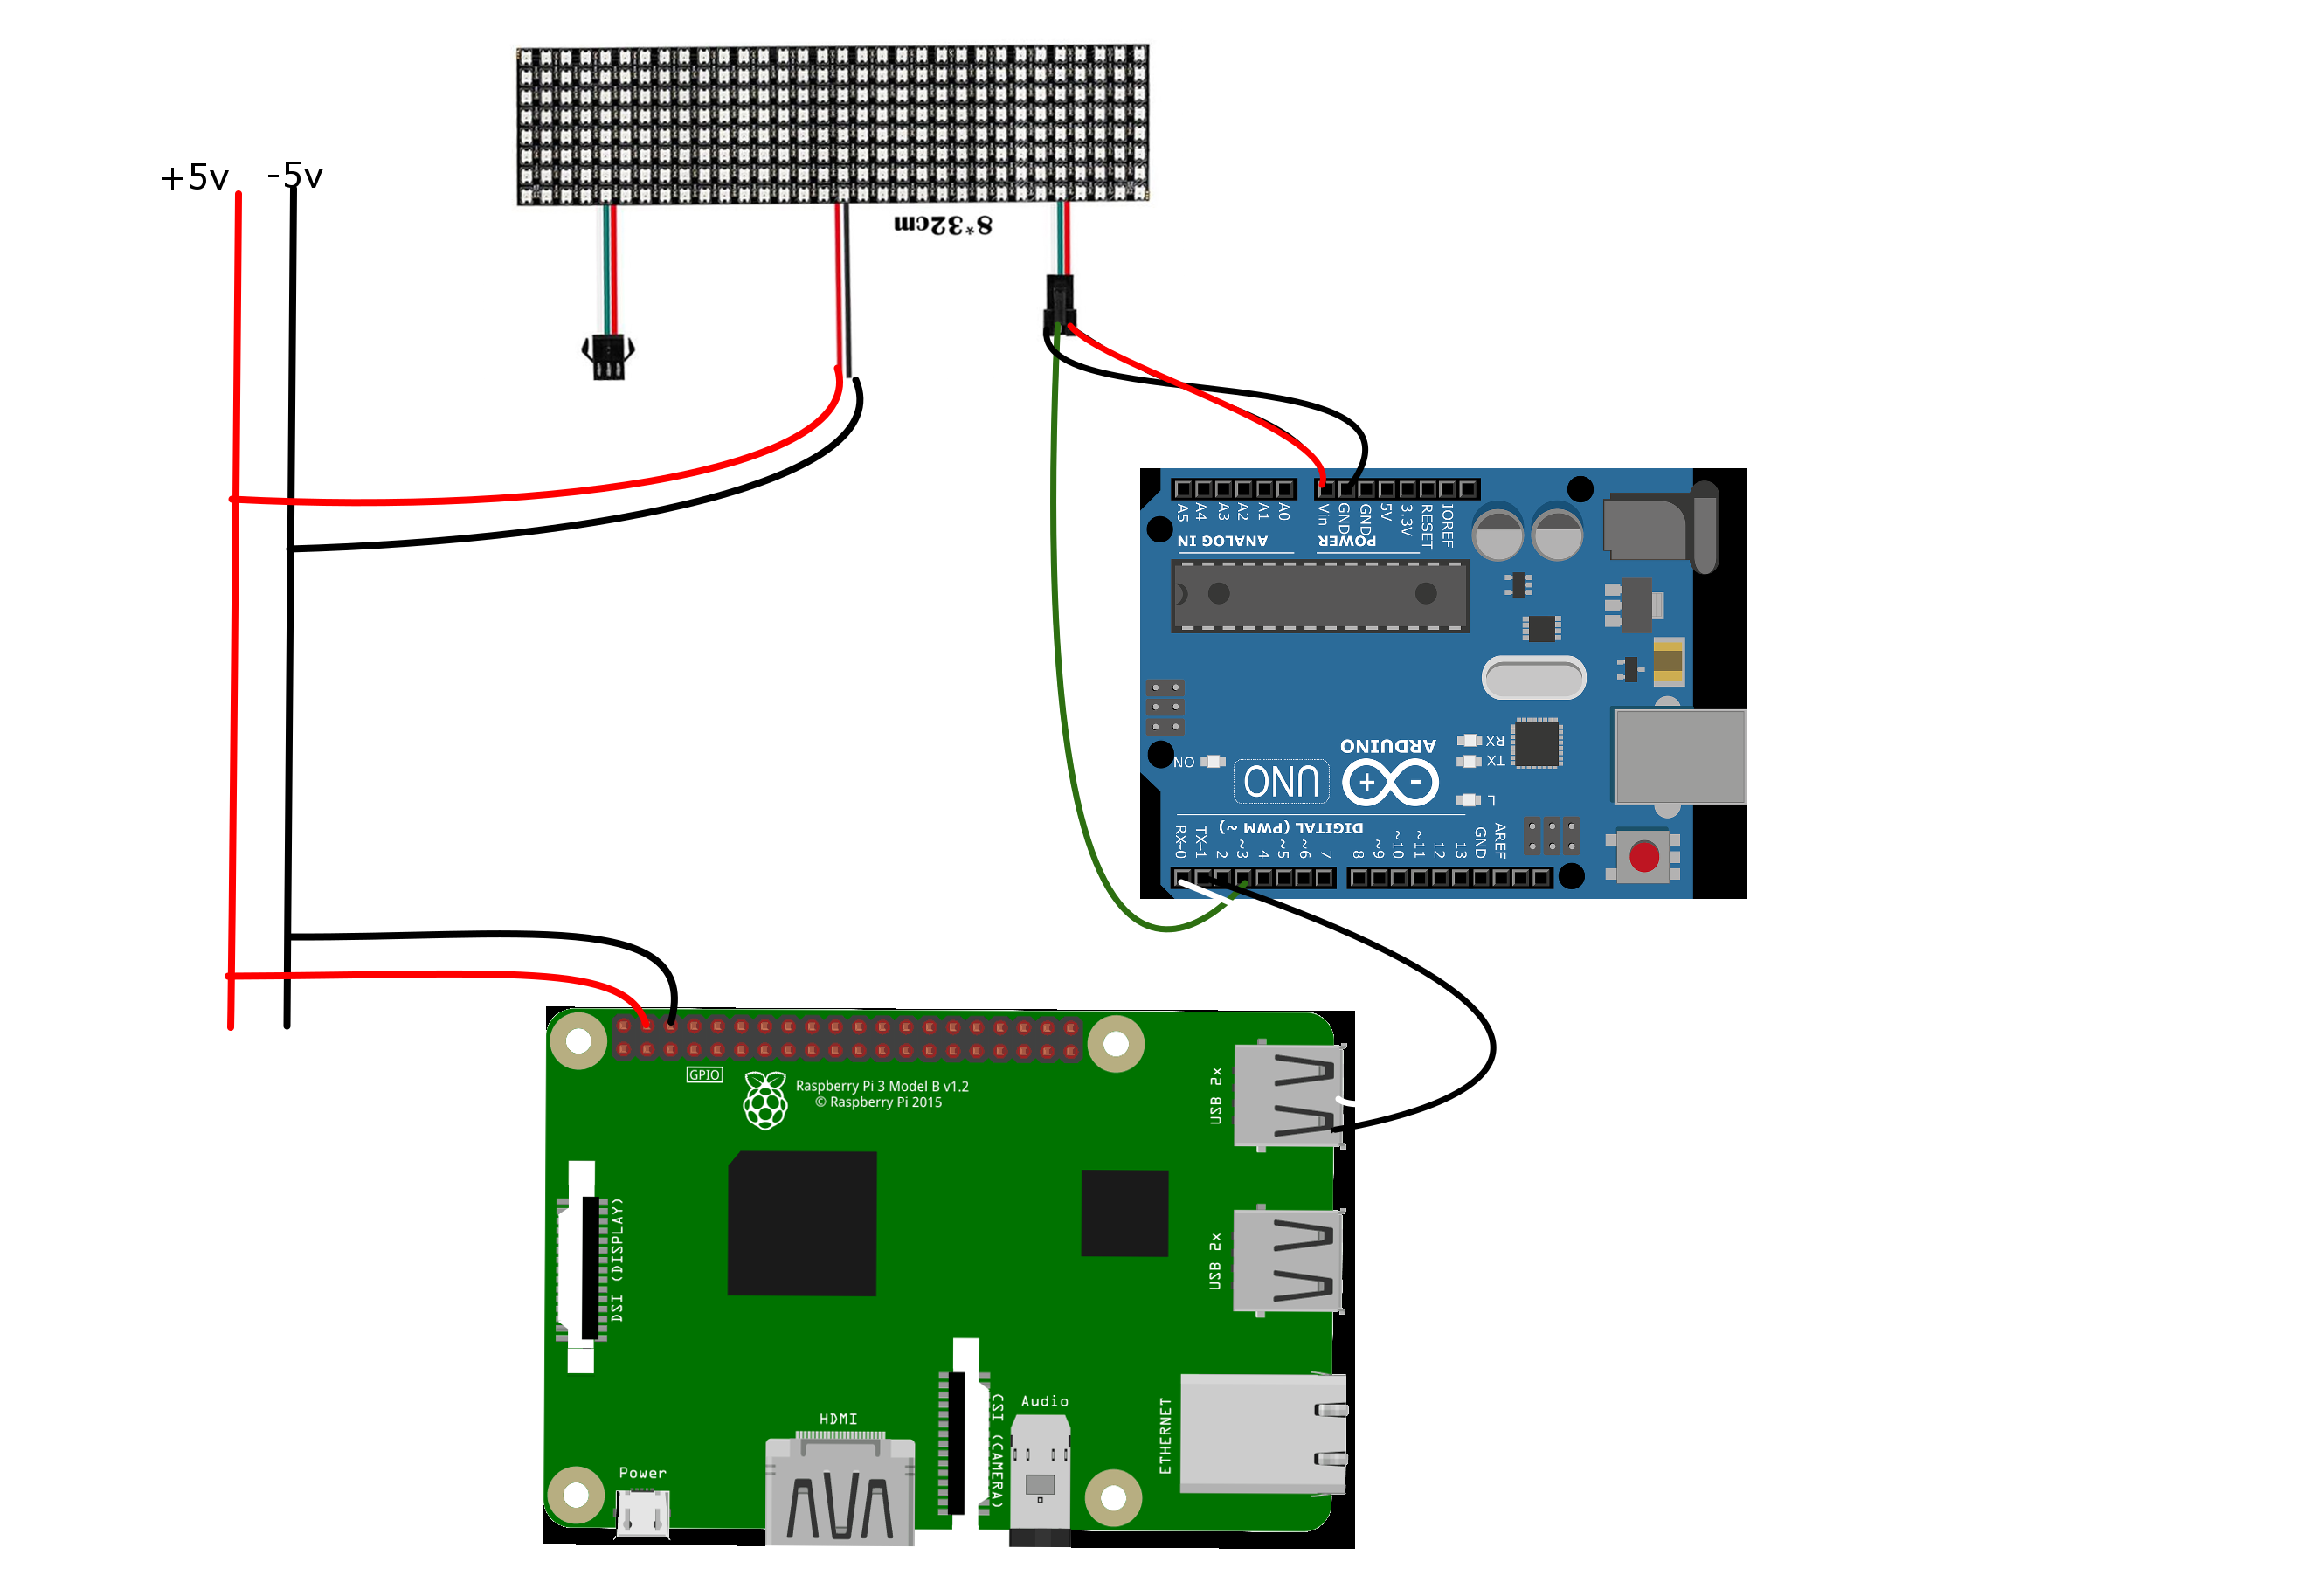 +5v
-5v
8*32cm
A5
A4
A3
A2
A1
A0
Vin
GND
GND
5V
3.3V
RESET
IOREF
ANALOG IN
POWER
RX
TX
ARDUINO
ON
UNO
+
-
L
DIGITAL (PWM ~)
RX-0
TX-1
2
~3
4
~5
~6
7
8
~9
~10
~11
12
13
GND
AREF
GPIO
Raspberry Pi 3 Model B v1.2
© Raspberry Pi 2015
USB 2x
USB 2x
DSI (DISPLAY)
HDMI
CSI (CAMERA)
Audio
ETHERNET
Power